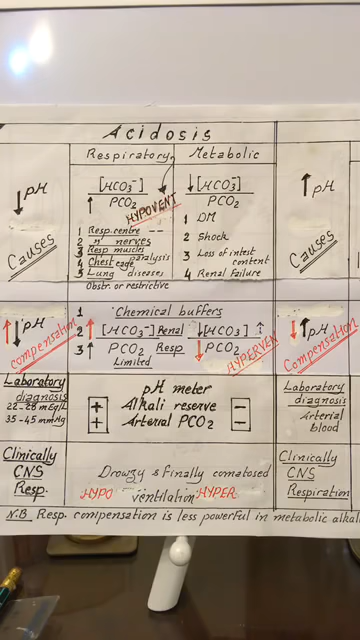 Acidosis
Respiratory Metabolic
↓ pH
[HCO3⁻]
↑ PCO2
HYPOVENT
↓ [HCO3⁻]
PCO2
↑ pH
Causes
1 Resp. centre --
2 n' nerves
3 Resp muscles
4 Chest cage paralysis
5 Lung diseases
Obstr. or restrictive
1 DM
2 Shock
3 Loss of intest content
4 Renal Failure
Causes
↑ ↓ pH
compensation
1 Chemical buffers
2 ↑ [HCO3⁻] Renal ↓ [HCO3⁻] ↑
3 ↑ PCO2 Resp ↓ PCO2
Limited
HYPERVEN
↓ ↑ pH
Compensation
Laboratory
diagnosis
22-28 mEq/L
35-45 mmHg
pH meter
+ Alkali reserve −
+ Arterial PCO2 −
Laboratory
diagnosis
Arterial
blood
Clinically
CNS
Resp.
Drowzy & finally comatosed
HYPO ventilation HYPER
Clinically
CNS
Respiration
N.B Resp. compensation is less powerful in metabolic alkal